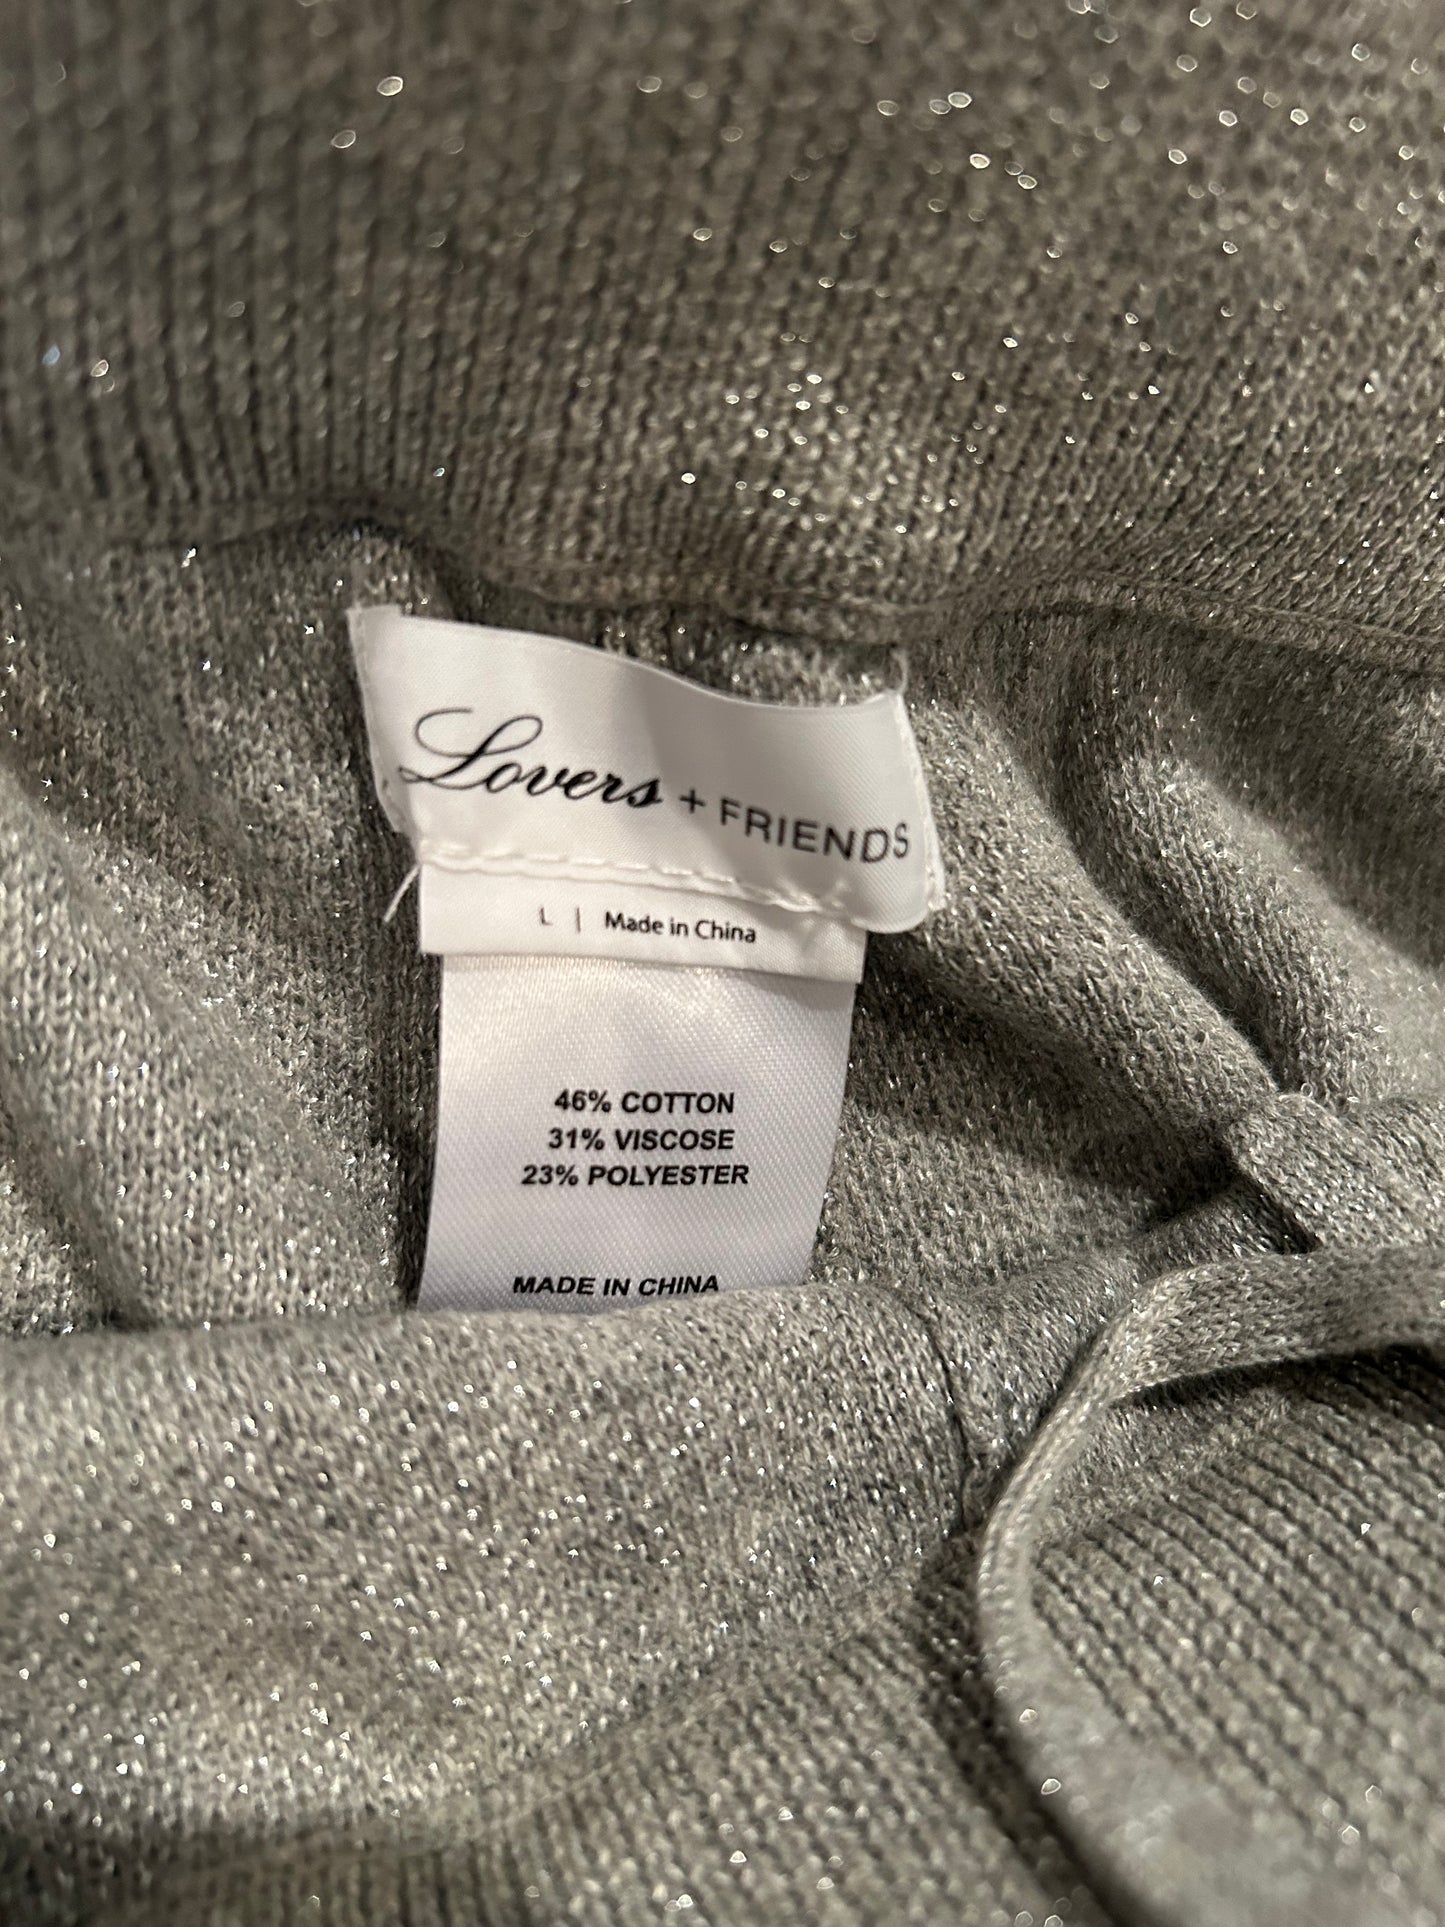 Lovers + FRIENDS
L | Made in China
46% COTTON
31% VISCOSE
23% POLYESTER
MADE IN CHINA